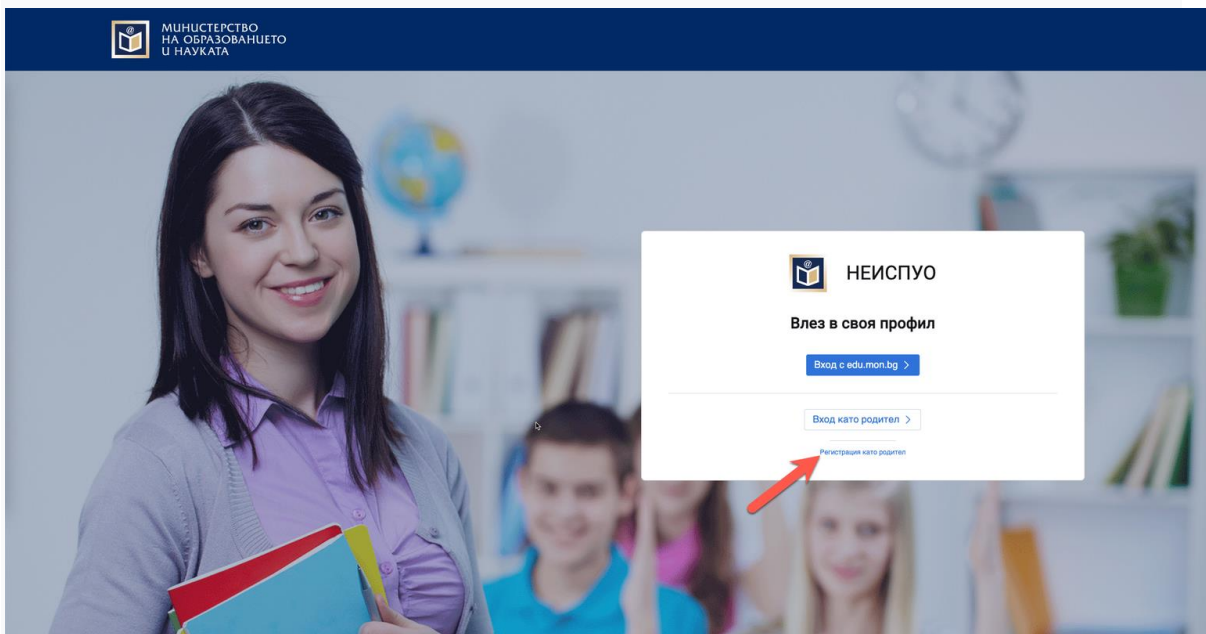 МИНИСТЕРСТВО
НА ОБРАЗОВАНИЕТО
И НАУКАТА
НЕИСПУО
Влез в своя профил
Вход с edu.mon.bg >
Вход като родител >
Регистрация като родител